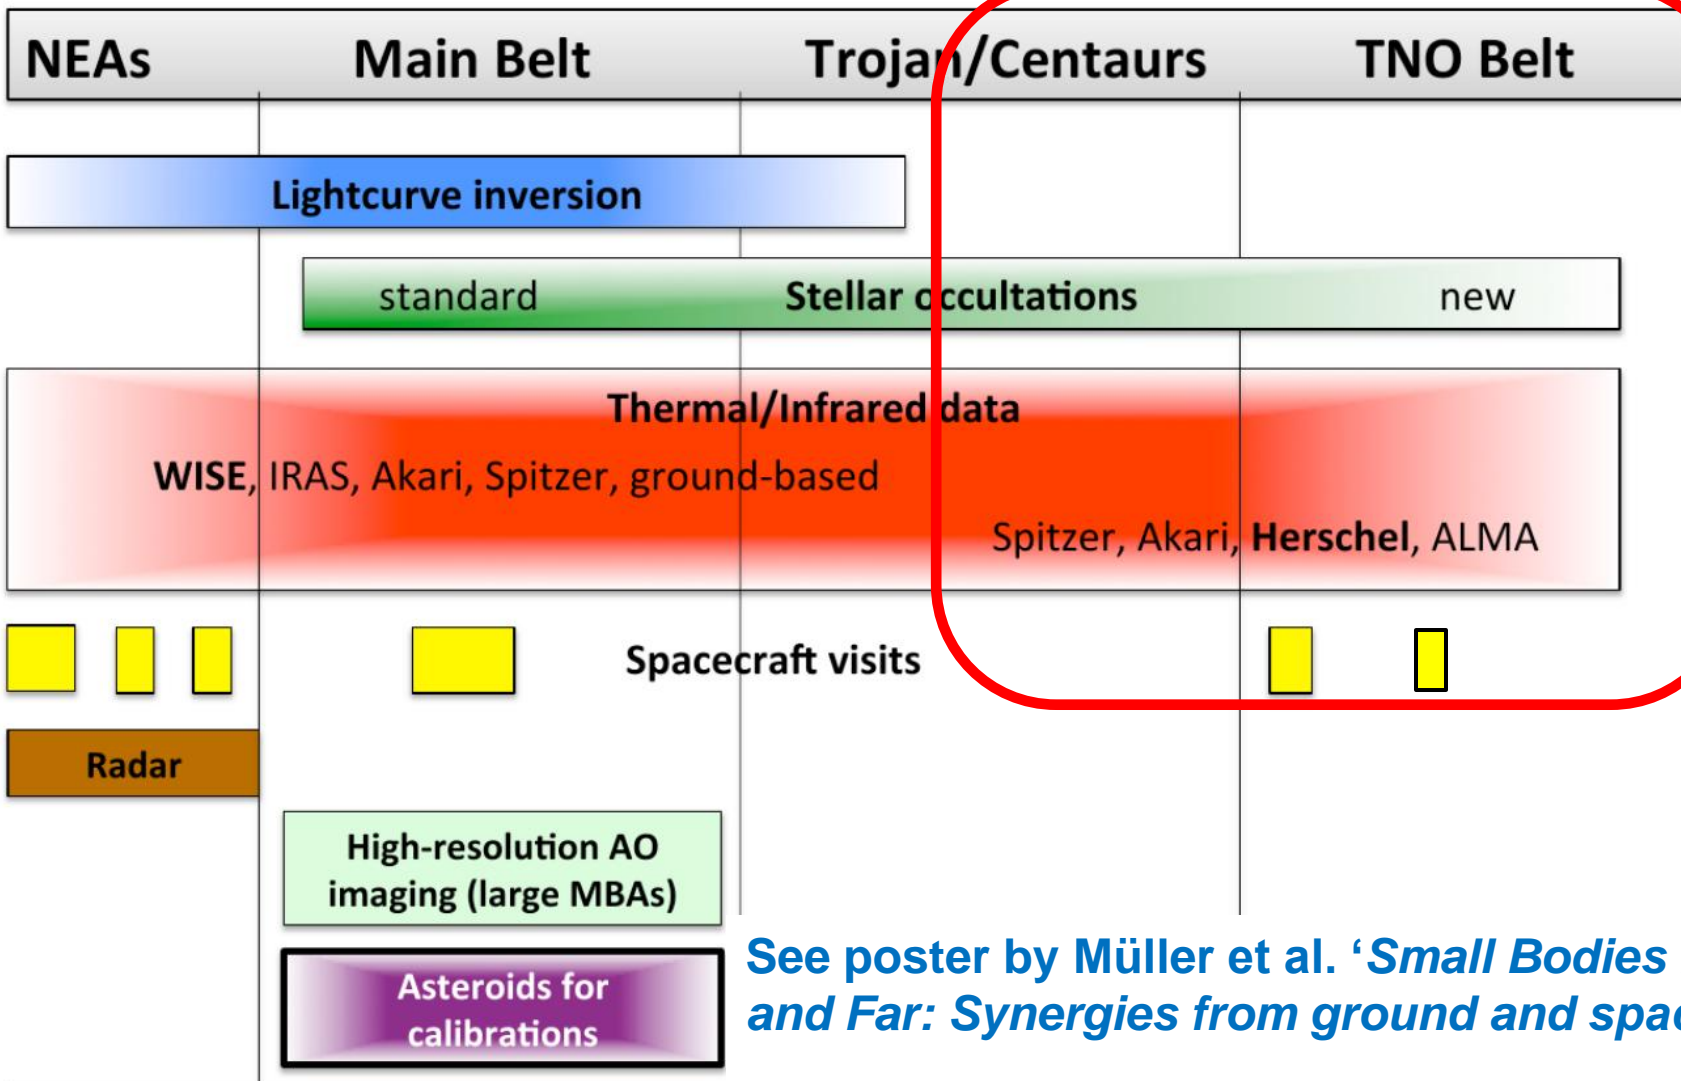 NEAs Main Belt Trojan/Centaurs TNO Belt
Lightcurve inversion
standard Stellar occultations new
Thermal/Infrared data
WISE, IRAS, Akari, Spitzer, ground-based
Spitzer, Akari, Herschel, ALMA
Spacecraft visits
Radar
High-resolution AO
imaging (large MBAs)
Asteroids for
calibrations
See poster by Müller et al. ‘Small Bodies
and Far: Synergies from ground and